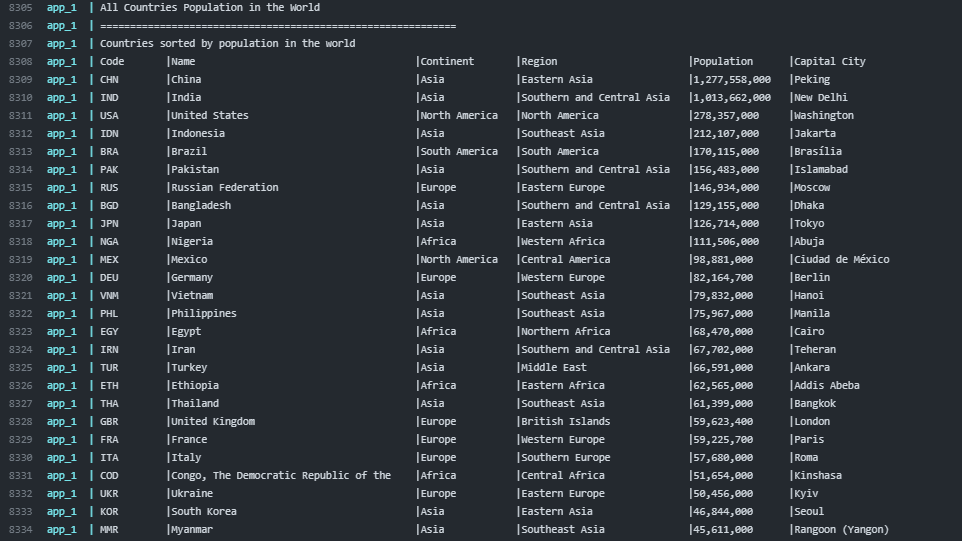 8305 app_1 | All Countries Population in the World
8306 app_1 | ============================================================
8307 app_1 | Countries sorted by population in the world
8308 app_1 | Code |Name |Continent |Region |Population |Capital City
8309 app_1 | CHN |China |Asia |Eastern Asia |1,277,558,000 |Peking
8310 app_1 | IND |India |Asia |Southern and Central Asia |1,013,662,000 |New Delhi
8311 app_1 | USA |United States |North America |North America |278,357,000 |Washington
8312 app_1 | IDN |Indonesia |Asia |Southeast Asia |212,107,000 |Jakarta
8313 app_1 | BRA |Brazil |South America |South America |170,115,000 |Brasília
8314 app_1 | PAK |Pakistan |Asia |Southern and Central Asia |156,483,000 |Islamabad
8315 app_1 | RUS |Russian Federation |Europe |Eastern Europe |146,934,000 |Moscow
8316 app_1 | BGD |Bangladesh |Asia |Southern and Central Asia |129,155,000 |Dhaka
8317 app_1 | JPN |Japan |Asia |Eastern Asia |126,714,000 |Tokyo
8318 app_1 | NGA |Nigeria |Africa |Western Africa |111,506,000 |Abuja
8319 app_1 | MEX |Mexico |North America |Central America |98,881,000 |Ciudad de México
8320 app_1 | DEU |Germany |Europe |Western Europe |82,164,700 |Berlin
8321 app_1 | VNM |Vietnam |Asia |Southeast Asia |79,832,000 |Hanoi
8322 app_1 | PHL |Philippines |Asia |Southeast Asia |75,967,000 |Manila
8323 app_1 | EGY |Egypt |Africa |Northern Africa |68,470,000 |Cairo
8324 app_1 | IRN |Iran |Asia |Southern and Central Asia |67,702,000 |Teheran
8325 app_1 | TUR |Turkey |Asia |Middle East |66,591,000 |Ankara
8326 app_1 | ETH |Ethiopia |Africa |Eastern Africa |62,565,000 |Addis Abeba
8327 app_1 | THA |Thailand |Asia |Southeast Asia |61,399,000 |Bangkok
8328 app_1 | GBR |United Kingdom |Europe |British Islands |59,623,400 |London
8329 app_1 | FRA |France |Europe |Western Europe |59,225,700 |Paris
8330 app_1 | ITA |Italy |Europe |Southern Europe |57,680,000 |Roma
8331 app_1 | COD |Congo, The Democratic Republic of the |Africa |Central Africa |51,654,000 |Kinshasa
8332 app_1 | UKR |Ukraine |Europe |Eastern Europe |50,456,000 |Kyiv
8333 app_1 | KOR |South Korea |Asia |Eastern Asia |46,844,000 |Seoul
8334 app_1 | MMR |Myanmar |Asia |Southeast Asia |45,611,000 |Rangoon (Yangon)